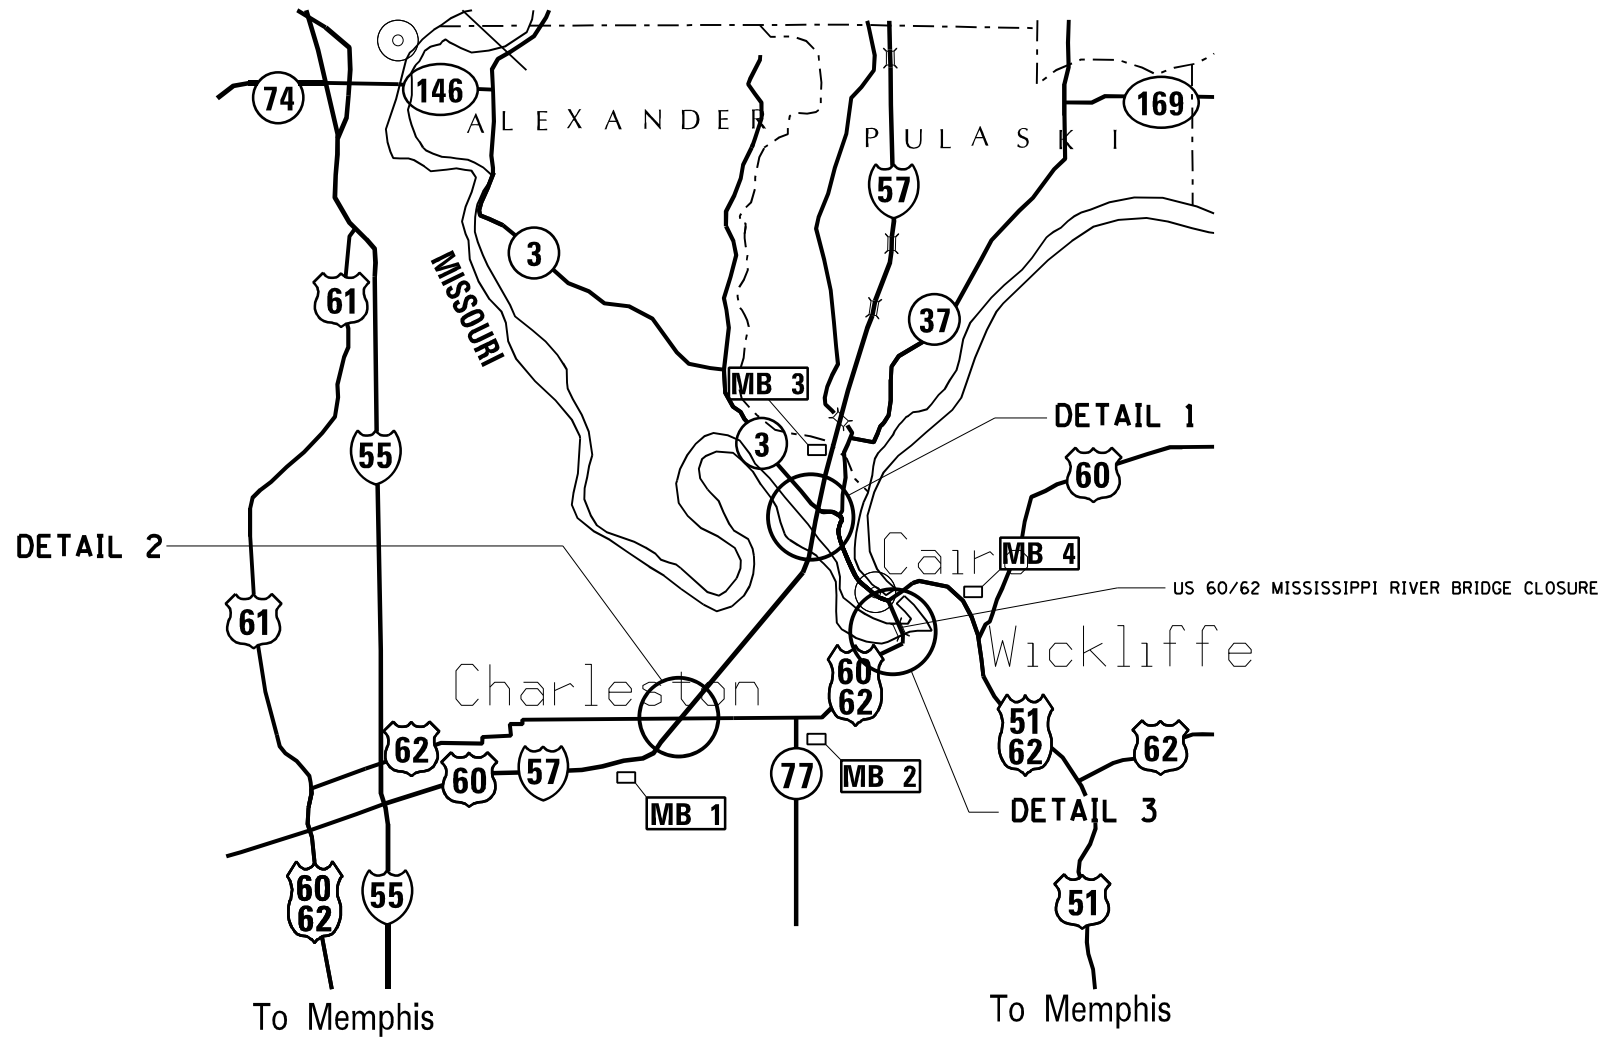 74
146
169
ALEXANDER
PULASKI
57
3
MISSOURI
61
37
MB 3
DETAIL 1
3
55
60
DETAIL 2
Cairo
MB 4
US 60/62 MISSISSIPPI RIVER BRIDGE CLOSURE
61
Wickliffe
Charleston
60
62
51
62
62
62
60
57
77
MB 2
MB 1
DETAIL 3
60
62
55
51
To Memphis
To Memphis